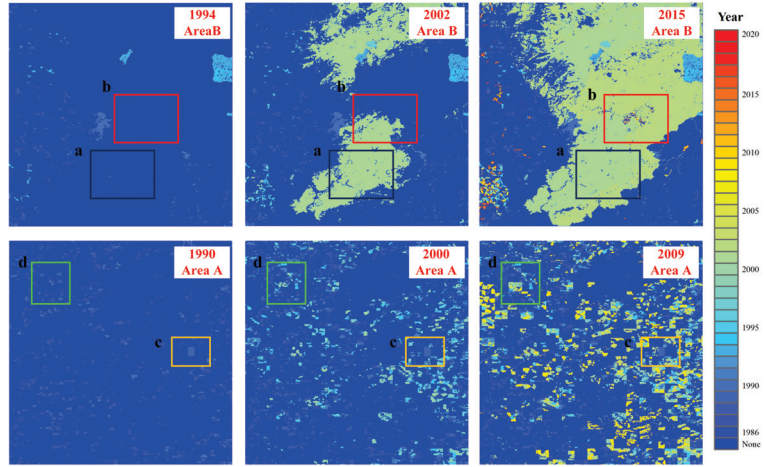 1994
AreaB
b
a
2002
Area B
b
a
2015
Area B
b
a
1990
Area A
d
c
2000
Area A
d
c
2009
Area A
d
c
Year
2020
2015
2010
2005
2000
1995
1990
1986
None